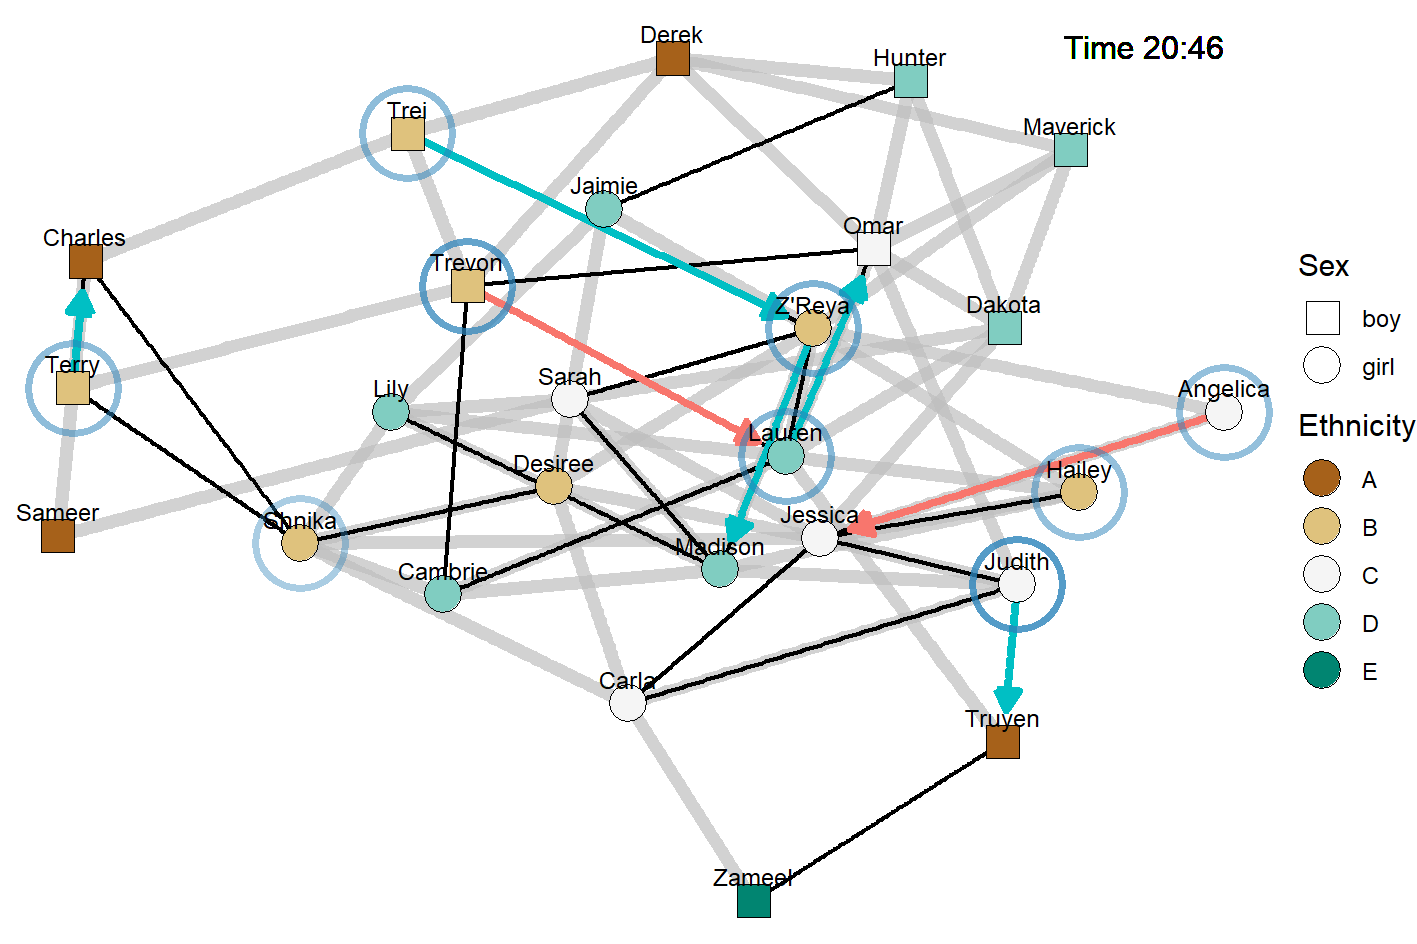 Derek
Time 20:46
Hunter
Trei
Maverick
Jaimie
Omar
Charles
Trevon
Sex
Z'Reya
Dakota
boy
Terry
girl
Lily
Sarah
Angelica
Lauren
Ethnicity
Desiree
Hailey
A
Sameer
Shnika
Jessica
B
Madison
Cambrie
Judith
C
D
Carla
E
Truyen
Zameel